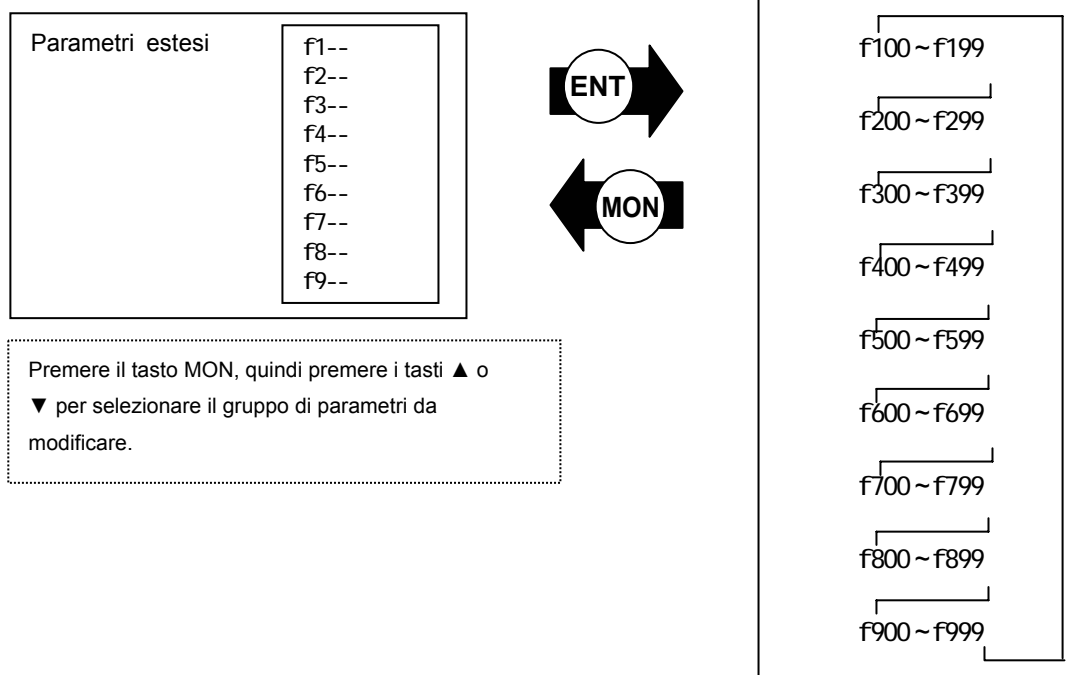 Parametri estesi
f1--
f2--
f3--
f4--
f5--
f6--
f7--
f8--
f9--
ENT
MON
Premere il tasto MON, quindi premere i tasti ▲ o
▼ per selezionare il gruppo di parametri da
modificare.
f100~f199
f200~f299
f300~f399
f400~f499
f500~f599
f600~f699
f700~f799
f800~f899
f900~f999